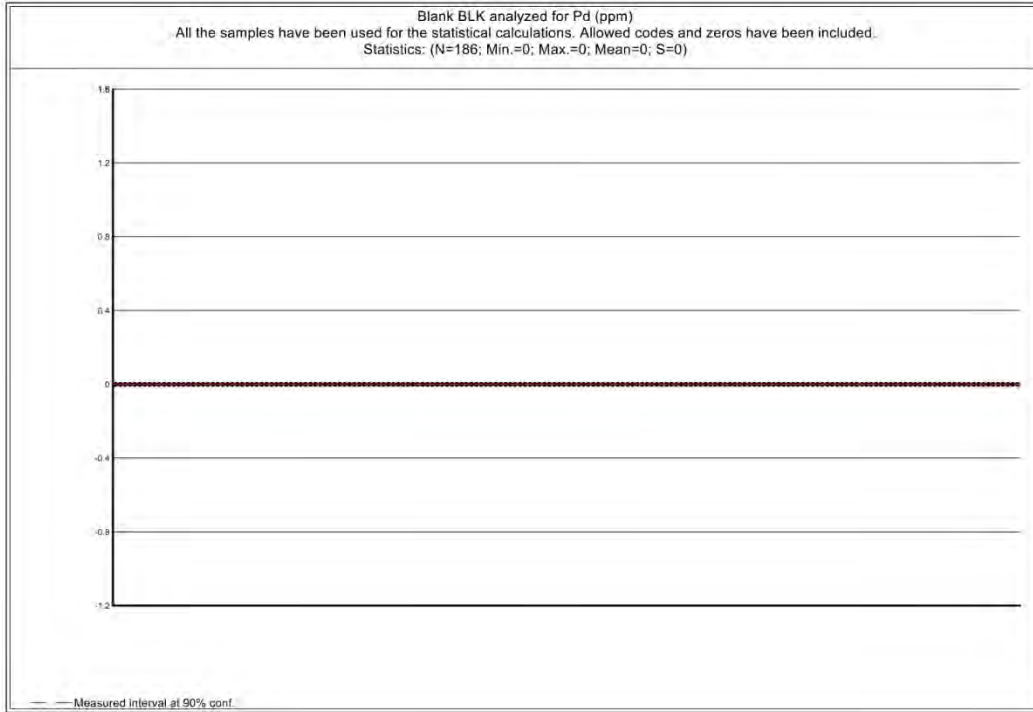 Blank BLK analyzed for Pd (ppm)
All the samples have been used for the statistical calculations. Allowed codes and zeros have been included.
Statistics: (N=186; Min.=0; Max.=0; Mean=0; S=0)
1.6
1.2
0.8
0.4
0
-0.4
-0.8
-1.2
Measured interval at 90% conf.